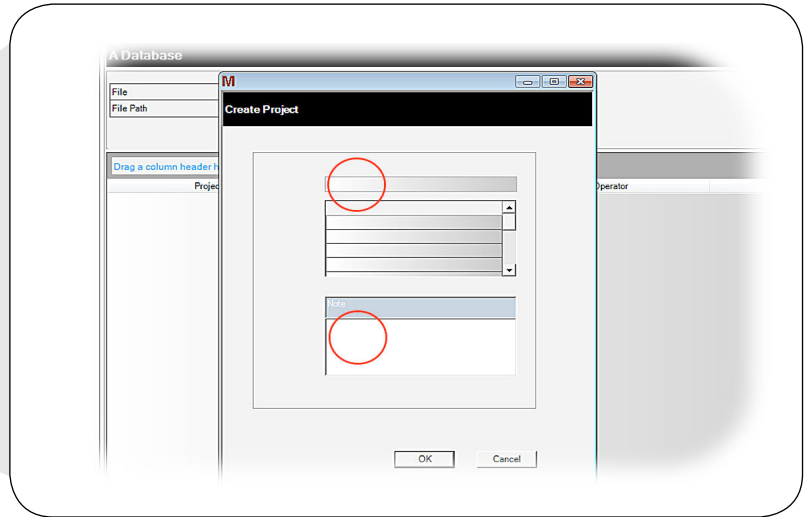 A Database
M
File
Create Project
File Path
Drag a column header h
Projec
Operator
Note
OK
Cancel